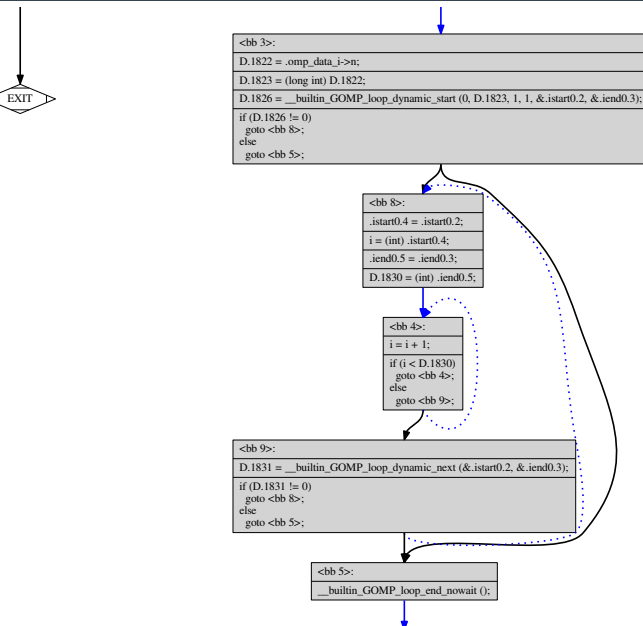 <bb 3>:
D.1822 = .omp_data_i->n;
D.1823 = (long int) D.1822;
EXIT
D.1826 = __builtin_GOMP_loop_dynamic_start (0, D.1823, 1, 1, &.istart0.2, &.iend0.3);
if (D.1826 != 0)
goto <bb 8>;
else
goto <bb 5>;
<bb 8>:
.istart0.4 = .istart0.2;
i = (int) .istart0.4;
.iend0.5 = .iend0.3;
D.1830 = (int) .iend0.5;
<bb 4>:
i = i + 1;
if (i < D.1830)
goto <bb 4>;
else
goto <bb 9>;
<bb 9>:
D.1831 = __builtin_GOMP_loop_dynamic_next (&.istart0.2, &.iend0.3);
if (D.1831 != 0)
goto <bb 8>;
else
goto <bb 5>;
<bb 5>:
__builtin_GOMP_loop_end_nowait ();